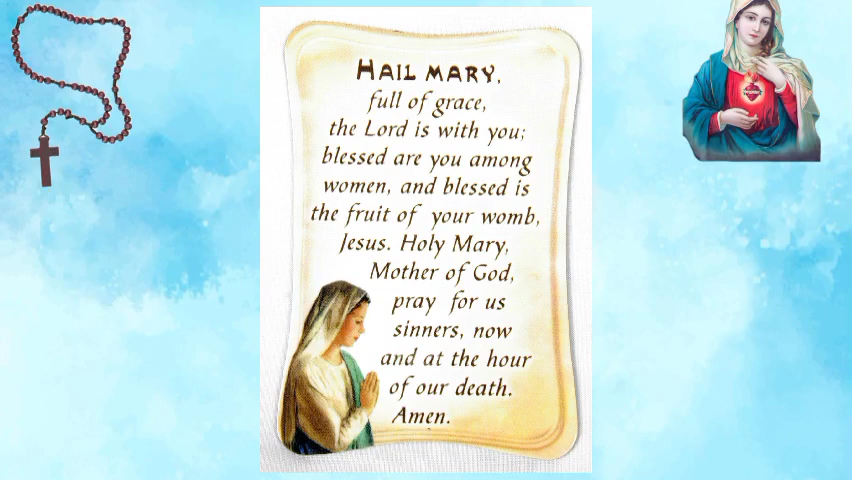 HAIL MARY,
full of grace,
the Lord is with you;
blessed are you among
women, and blessed is
the fruit of your womb,
Jesus. Holy Mary,
Mother of God,
pray for us
sinners, now
and at the hour
of our death.
Amen.